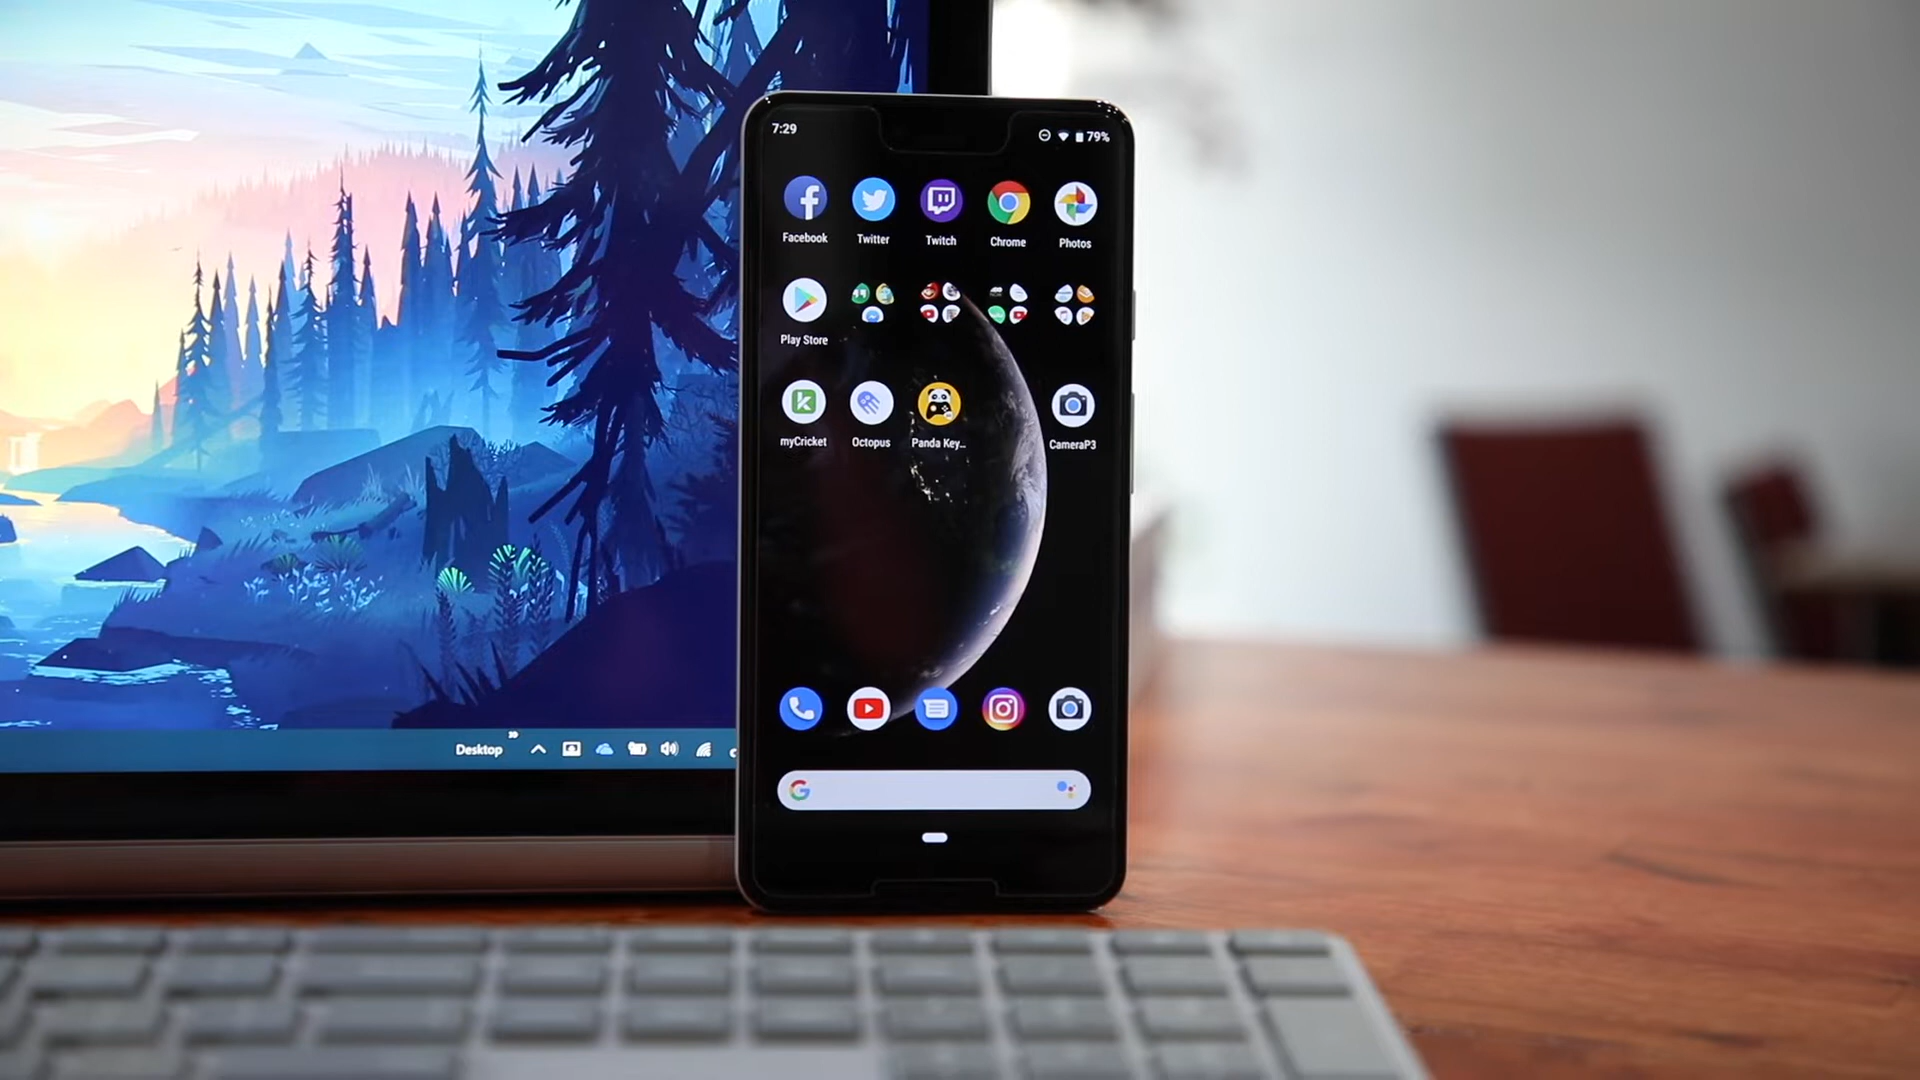 7:29
79%
Facebook
Twitter
Twitch
Chrome
Photos
Play Store
myCricket
Octopus
Panda Key...
CameraP3
Desktop